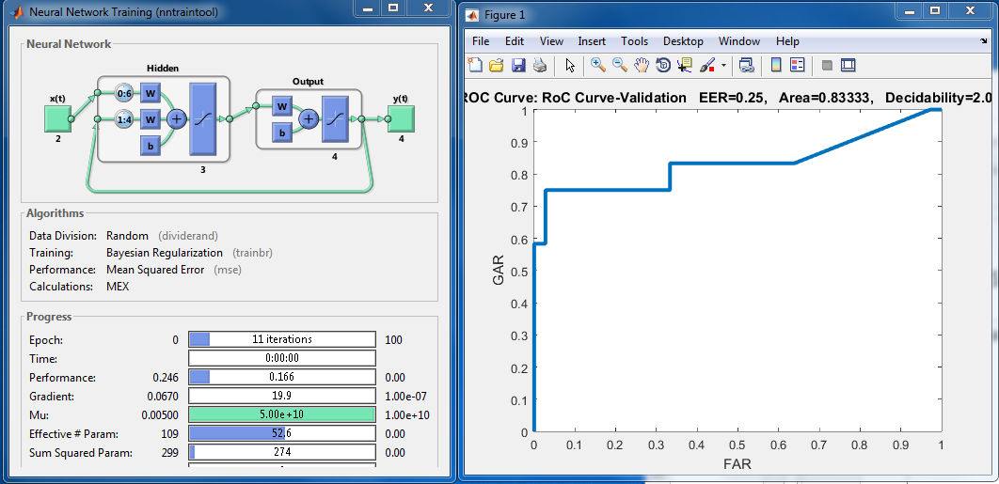 Neural Network Training (nntraintool)
Neural Network
Hidden
Output
x(t)
0:6
W
1:4
W
b
+
W
b
+
y(t)
2
3
4
4
Algorithms
Data Division: Random (dividerand)
Training: Bayesian Regularization (trainbr)
Performance: Mean Squared Error (mse)
Calculations: MEX
Progress
Epoch: 0 11 iterations 100
Time: 0:00:00
Performance: 0.246 0.166 0.00
Gradient: 0.0670 19.9 1.00e-07
Mu: 0.00500 5.00e+10 1.00e+10
Effective # Param: 109 52.6 0.00
Sum Squared Param: 299 274 0.00
Figure 1
File Edit View Insert Tools Desktop Window Help
ROC Curve: RoC Curve-Validation EER=0.25, Area=0.83333, Decidability=2.0
1
0.9
0.8
0.7
0.6
0.5
0.4
0.3
0.2
0.1
0
GAR
0 0.1 0.2 0.3 0.4 0.5 0.6 0.7 0.8 0.9 1
FAR